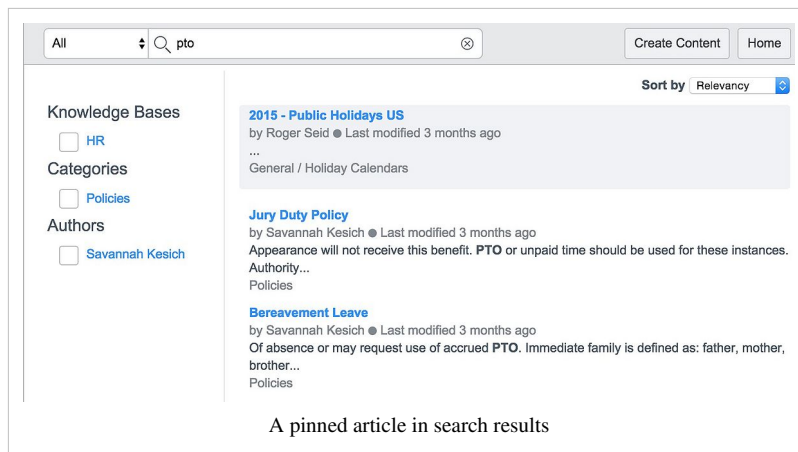 All pto Create Content Home
Sort by Relevancy
Knowledge Bases
HR
Categories
Policies
Authors
Savannah Kesich
2015 - Public Holidays US
by Roger Seid ● Last modified 3 months ago
...
General / Holiday Calendars
Jury Duty Policy
by Savannah Kesich ● Last modified 3 months ago
Appearance will not receive this benefit. PTO or unpaid time should be used for these instances.
Authority...
Policies
Bereavement Leave
by Savannah Kesich ● Last modified 3 months ago
Of absence or may request use of accrued PTO. Immediate family is defined as: father, mother,
brother...
Policies
A pinned article in search results